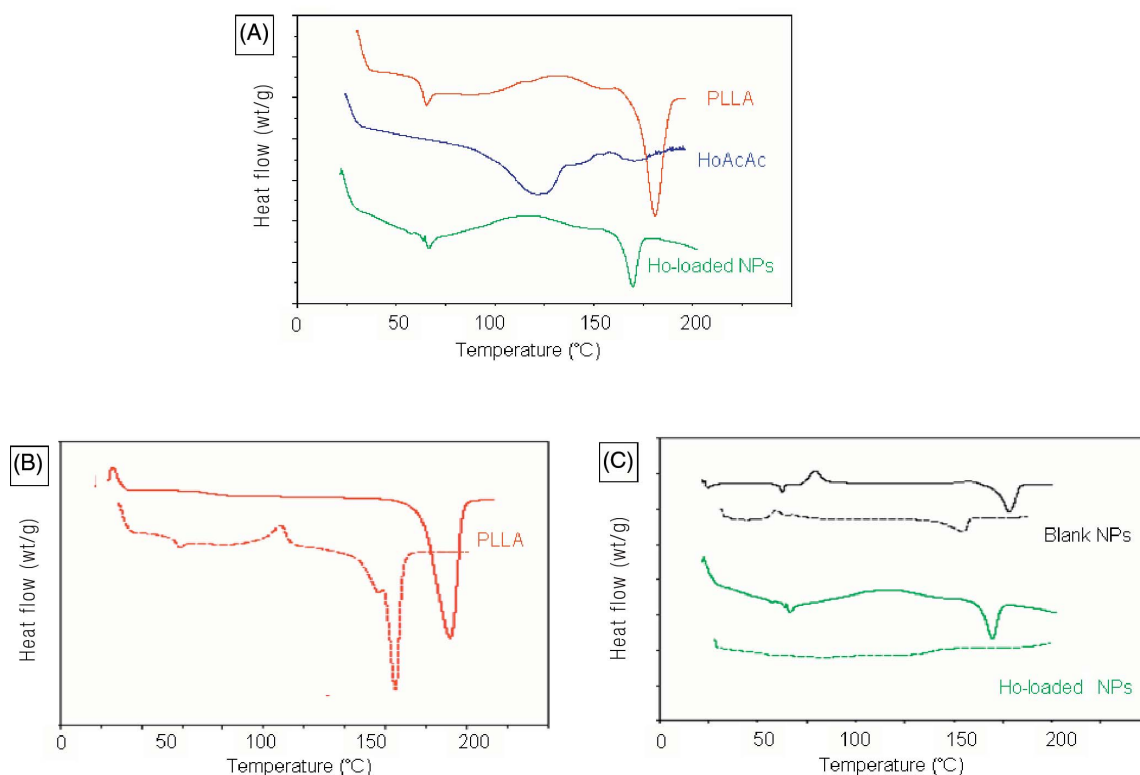 (A)
Heat flow (wt/g)
PLLA
HoAcAc
Ho-loaded NPs
0 50 100 150 200
Temperature (°C)
(B)
Heat flow (wt/g)
PLLA
0 50 100 150 200
Temperature (°C)
(C)
Heat flow (wt/g)
Blank NPs
Ho-loaded NPs
0 50 100 150 200
Temperature (°C)